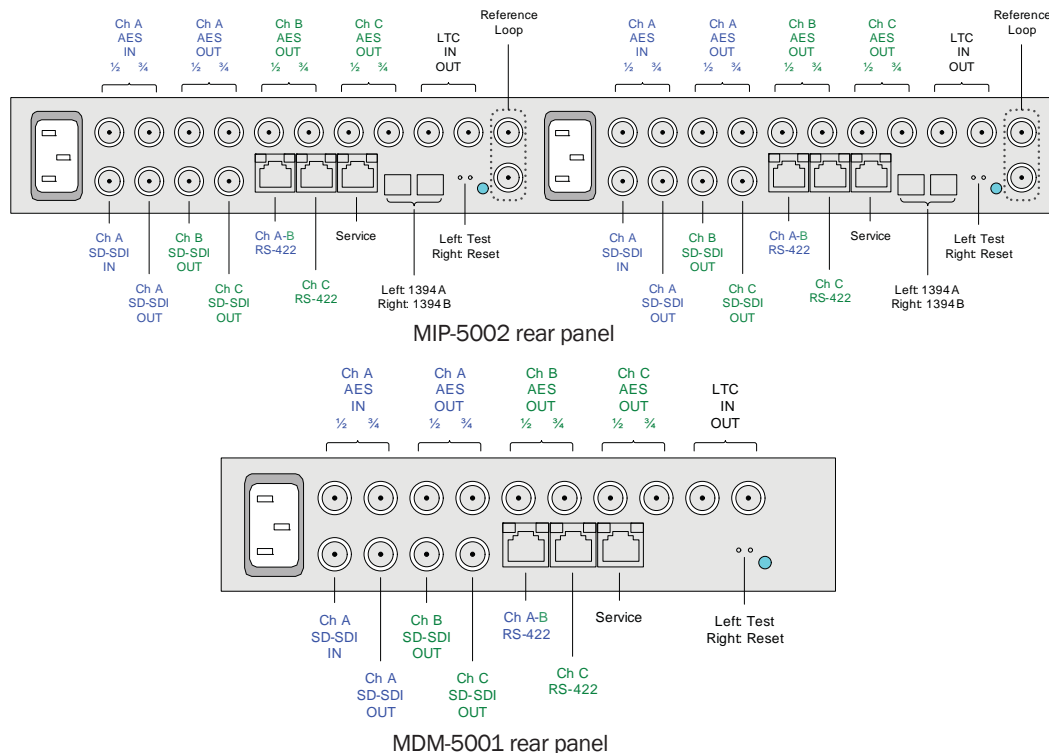 Ch A
AES
IN
½ ¾
Ch A
AES
OUT
½ ¾
Ch B
AES
OUT
½ ¾
Ch C
AES
OUT
½ ¾
LTC
IN
OUT
Reference
Loop
Ch A
AES
IN
½ ¾
Ch A
AES
OUT
½ ¾
Ch B
AES
OUT
½ ¾
Ch C
AES
OUT
½ ¾
LTC
IN
OUT
Reference
Loop
Ch A
SD-SDI
IN
Ch A
SD-SDI
OUT
Ch B
SD-SDI
OUT
Ch C
SD-SDI
OUT
Ch A-B
RS-422
Ch C
RS-422
Service
Left: 1394A
Right: 1394B
Left: Test
Right: Reset
Ch A
SD-SDI
IN
Ch A
SD-SDI
OUT
Ch B
SD-SDI
OUT
Ch C
SD-SDI
OUT
Ch A-B
RS-422
Ch C
RS-422
Service
Left: 1394A
Right: 1394B
Left: Test
Right: Reset
MIP-5002 rear panel
Ch A
AES
IN
½ ¾
Ch A
AES
OUT
½ ¾
Ch B
AES
OUT
½ ¾
Ch C
AES
OUT
½ ¾
LTC
IN
OUT
Ch A
SD-SDI
IN
Ch A
SD-SDI
OUT
Ch B
SD-SDI
OUT
Ch C
SD-SDI
OUT
Ch A-B
RS-422
Ch C
RS-422
Service
Left: Test
Right: Reset
MDM-5001 rear panel